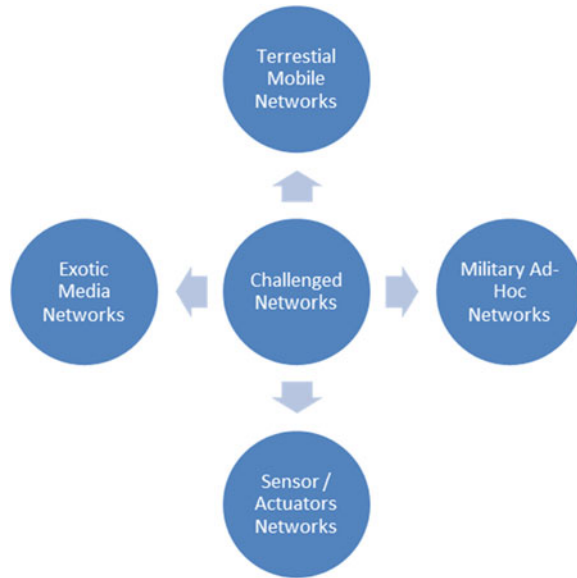 Terrestial
Mobile
Networks
Exotic
Media
Networks
Challenged
Networks
Military Ad-
Hoc
Networks
Sensor /
Actuators
Networks